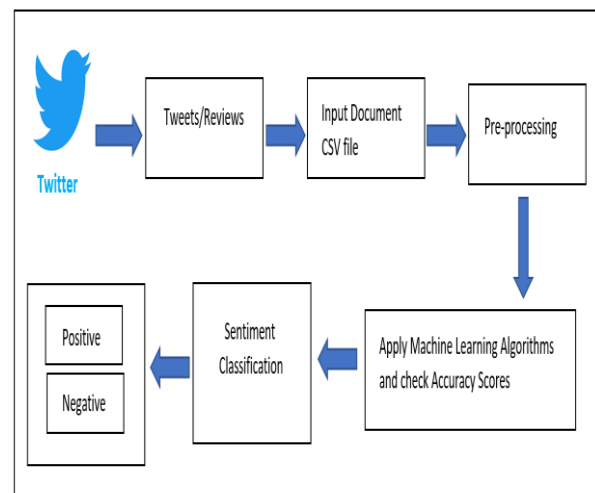 Twitter
Tweets/Reviews
Input Document
CSV file
Pre-processing
Apply Machine Learning Algorithms
and check Accuracy Scores
Sentiment
Classification
Positive
Negative